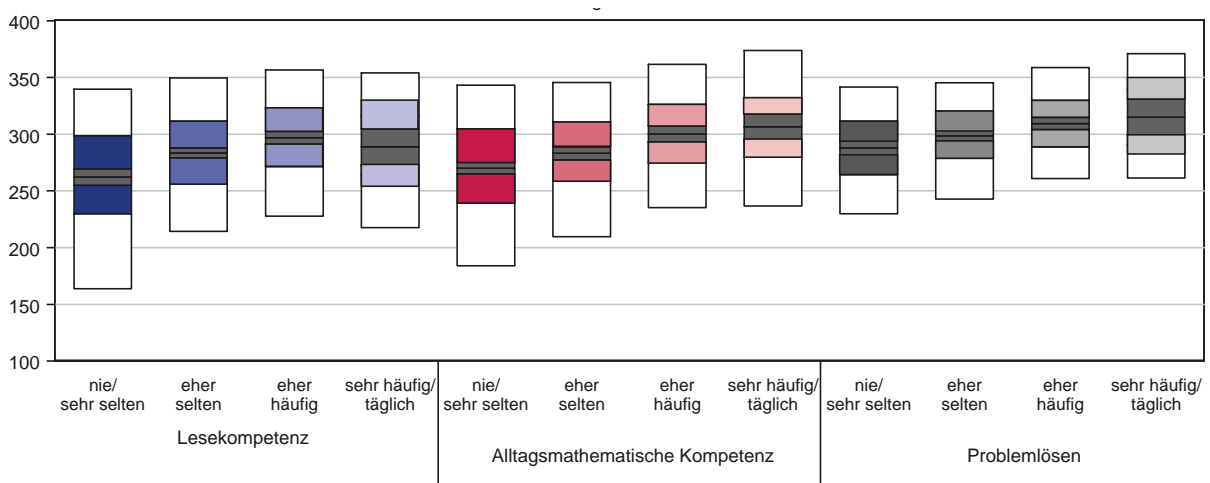 400
350
300
250
200
150
100
nie/ sehr selten
eher selten
eher häufig
sehr häufig/ täglich
nie/ sehr selten
eher selten
eher häufig
sehr häufig/ täglich
nie/ sehr selten
eher selten
eher häufig
sehr häufig/ täglich
Lesekompetenz
Alltagsmathematische Kompetenz
Problemlösen